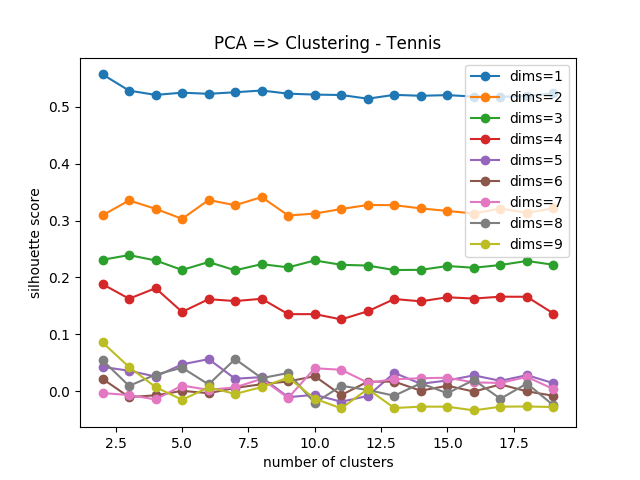 PCA => Clustering - Tennis
silhouette score
0.5
0.4
0.3
0.2
0.1
0.0
dims=1
dims=2
dims=3
dims=4
dims=5
dims=6
dims=7
dims=8
dims=9
2.5 5.0 7.5 10.0 12.5 15.0 17.5
number of clusters